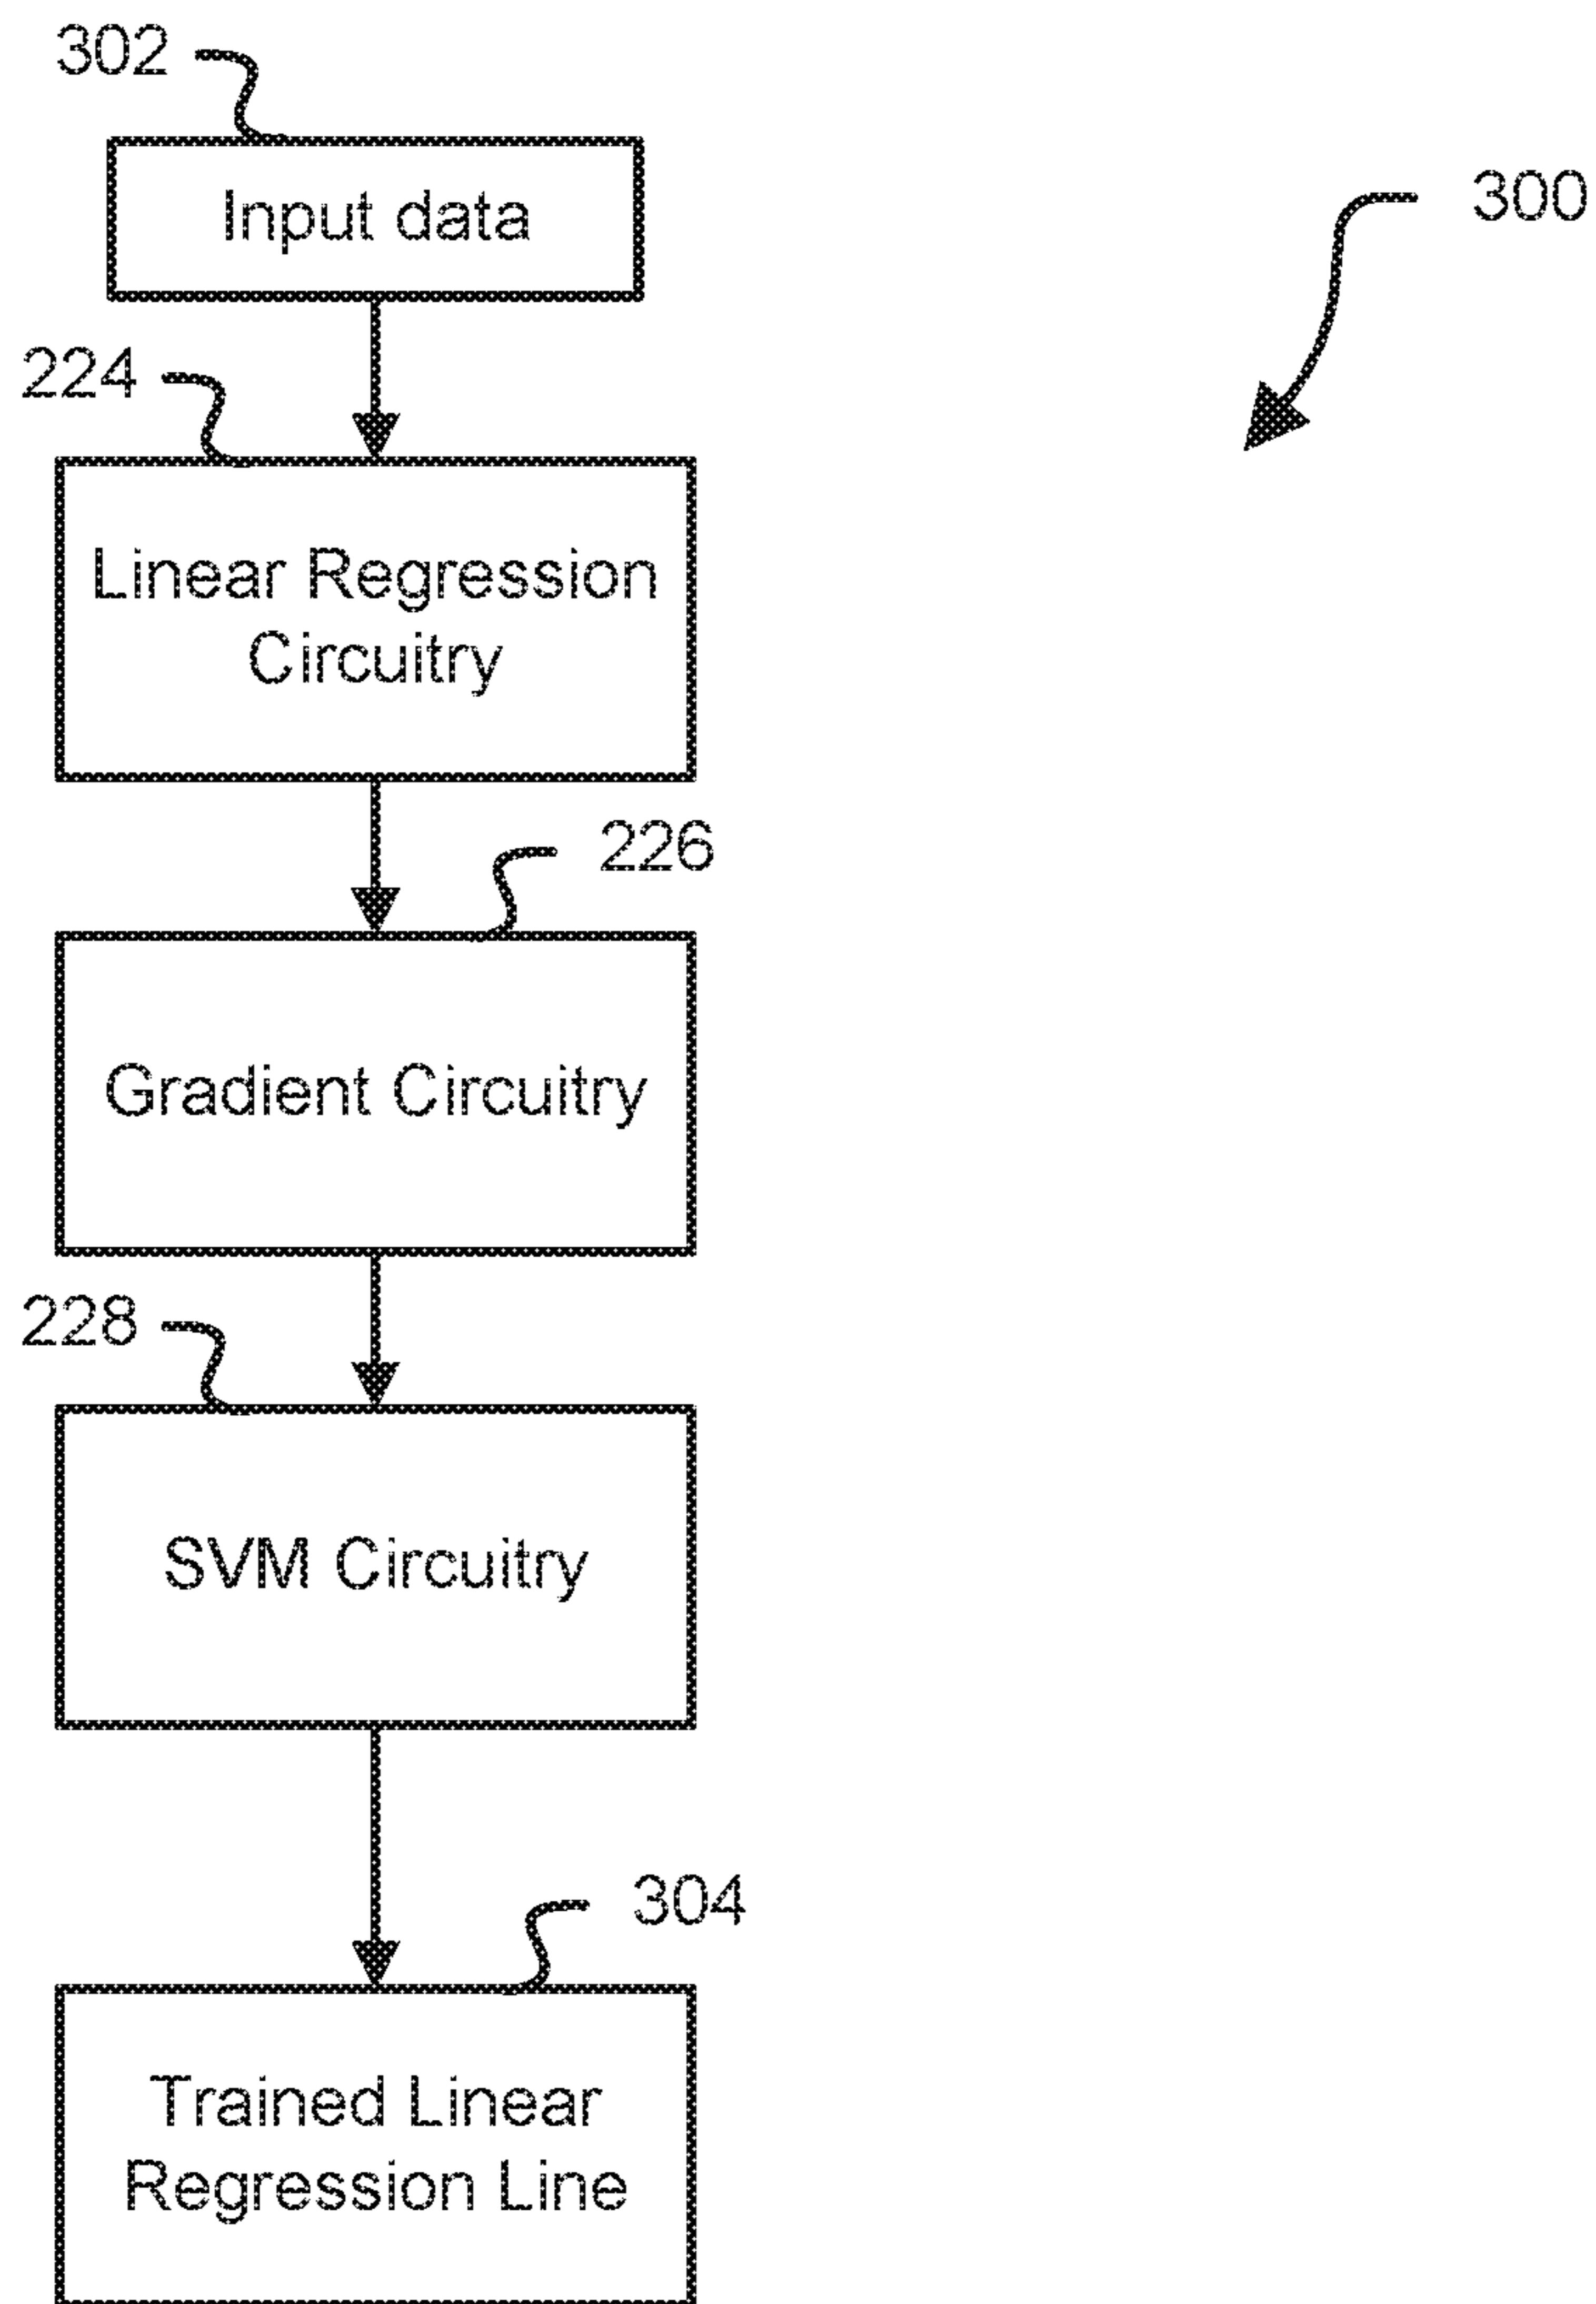 302
Input data
300
224
Linear Regression
Circuitry
226
Gradient Circuitry
228
SVM Circuitry
304
Trained Linear
Regression Line